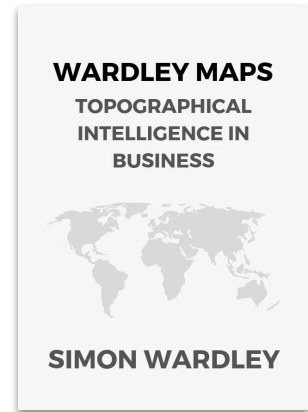 WARDLEY MAPS
TOPOGRAPHICAL
INTELLIGENCE IN
BUSINESS
SIMON WARDLEY